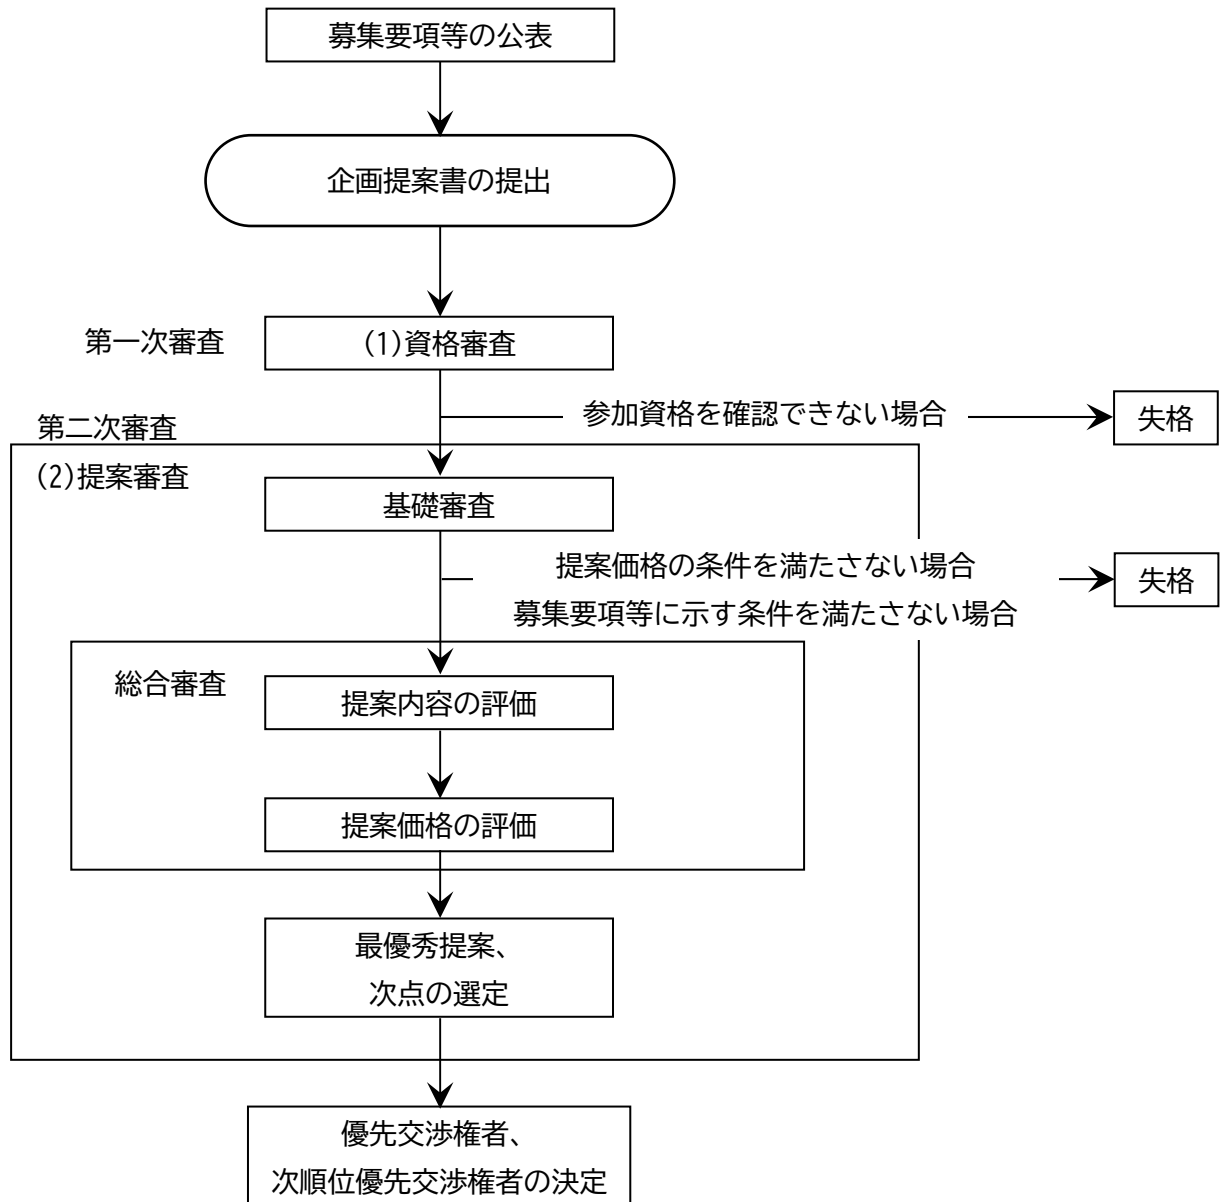 募集要項等の公表
企画提案書の提出
第一次審査
(1)資格審査
参加資格を確認できない場合
失格
第二次審査
(2)提案審査
基礎審査
提案価格の条件を満たさない場合
募集要項等に示す条件を満たさない場合
失格
総合審査
提案内容の評価
提案価格の評価
最優秀提案、
次点の選定
優先交渉権者、
次順位優先交渉権者の決定